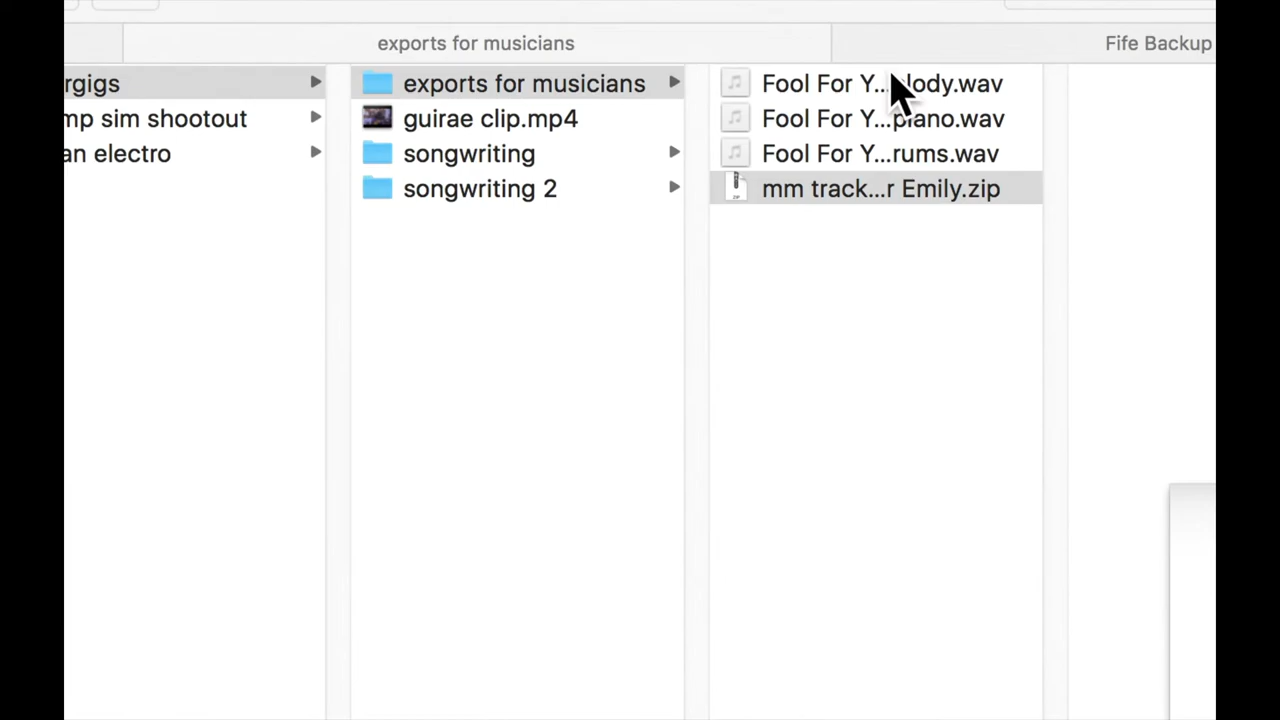 exports for musicians
Fife Backup
rgigs
mp sim shootout
an electro
exports for musicians
guirae clip.mp4
songwriting
songwriting 2
Fool For Y...lody.wav
Fool For Y...piano.wav
Fool For Y...rums.wav
mm track...r Emily.zip
ZIP